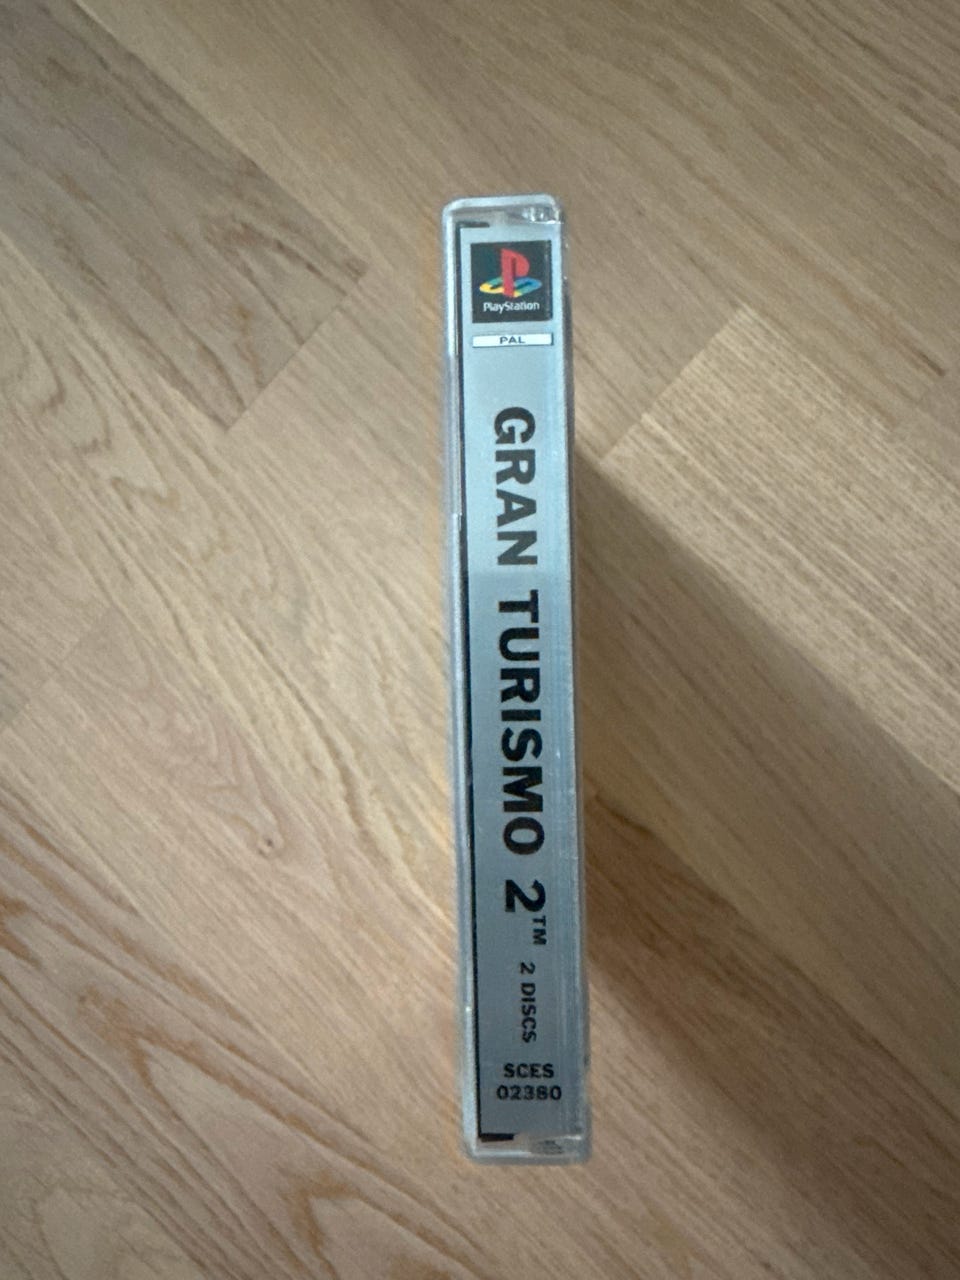 PlayStation
PAL
GRAN TURISMO 2™ 2 DISCS
SCES
02380